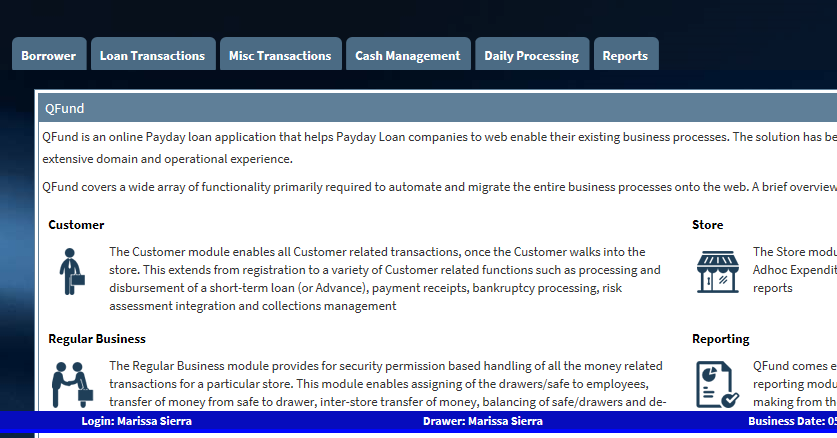 Borrower Loan Transactions Misc Transactions Cash Management Daily Processing Reports
QFund
QFund is an online Payday loan application that helps Payday Loan companies to web enable their existing business processes. The solution has be
extensive domain and operational experience.
QFund covers a wide array of functionality primarily required to automate and migrate the entire business processes onto the web. A brief overview
Customer
The Customer module enables all Customer related transactions, once the Customer walks into the
store. This extends from registration to a variety of Customer related functions such as processing and
disbursement of a short-term loan (or Advance), payment receipts, bankruptcy processing, risk
assessment integration and collections management
Store
The Store modu
Adhoc Expendit
reports
Regular Business
The Regular Business module provides for security permission based handling of all the money related
transactions for a particular store. This module enables assigning of the drawers/safe to employees,
transfer of money from safe to drawer, inter-store transfer of money, balancing of safe/drawers and de-
Reporting
QFund comes e
reporting modu
making from th
Login: Marissa Sierra Drawer: Marissa Sierra Business Date: 05